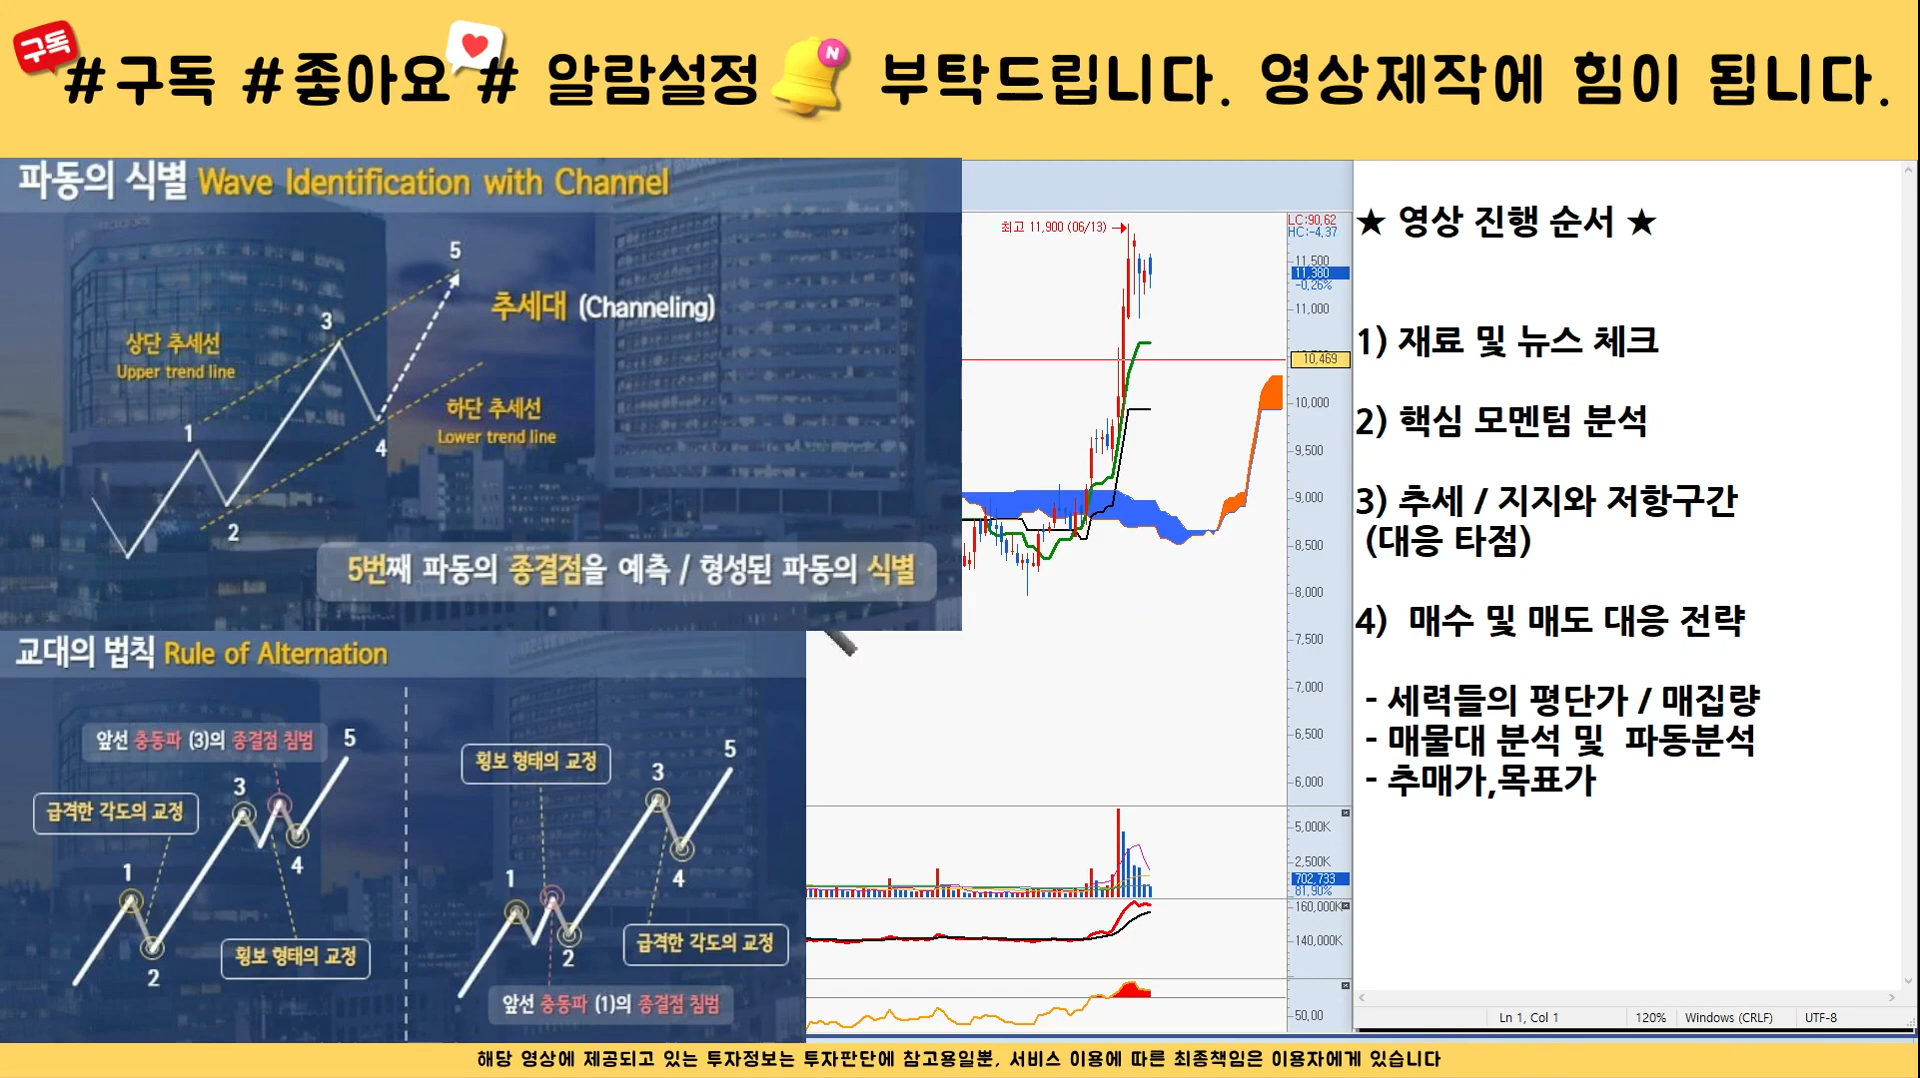 구독
#구독 #좋아요 # 알람설정 N 부탁드립니다. 영상제작에 힘이 됩니다.
파동의 식별 Wave Identification with Channel
5
추세대 (Channeling)
3
상단 추세선
Upper trend line
하단 추세선
Lower trend line
1
4
2
5번째 파동의 종결점을 예측 / 형성된 파동의 식별
교대의 법칙 Rule of Alternation
앞선 충동파 (3)의 종결점 침범
5
3
급격한 각도의 교정
4
1
횡보 형태의 교정
2
횡보 형태의 교정
5
3
1
4
급격한 각도의 교정
2
앞선 충동파 (1)의 종결점 침범
최고 11,900 (06/13)
LC:90.62
HC:-4.37
11,500
11,380
-0.26%
11,000
10,469
10,000
9,500
9,000
8,500
8,000
7,500
7,000
6,500
6,000
5,000K
2,500K
702,733
81.90%
160,000K
140,000K
50,00
★ 영상 진행 순서 ★
1) 재료 및 뉴스 체크
2) 핵심 모멘텀 분석
3) 추세 / 지지와 저항구간
(대응 타점)
4) 매수 및 매도 대응 전략
- 세력들의 평단가 / 매집량
- 매물대 분석 및 파동분석
- 추매가,목표가
Ln 1, Col 1 120% Windows (CRLF) UTF-8
해당 영상에 제공되고 있는 투자정보는 투자판단에 참고용일뿐, 서비스 이용에 따른 최종책임은 이용자에게 있습니다